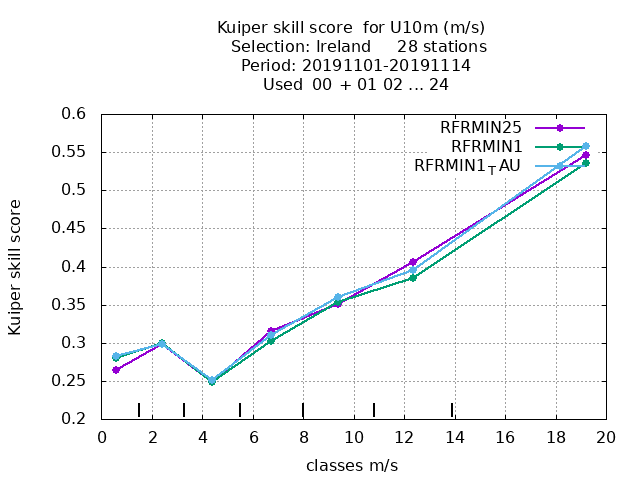 Kuiper skill score  for U10m (m/s)
Selection: Ireland     28 stations
Period: 20191101-20191114
Used  00 + 01 02 ... 24
0.6
0.55
0.5
0.45
0.4
0.35
0.3
0.25
0.2
Kuiper skill score
RFRMIN25
RFRMIN1
RFRMIN1TAU
0 2 4 6 8 10 12 14 16 18 20
classes m/s